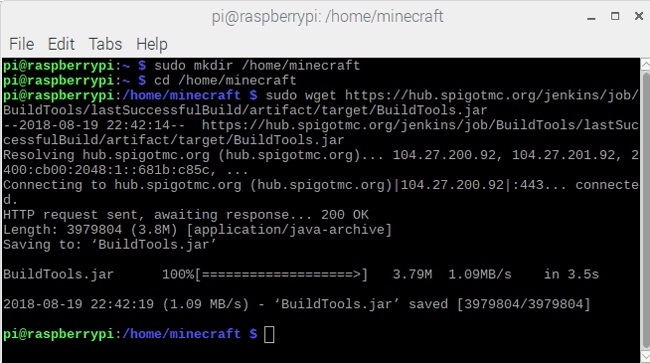 pi@raspberrypi: /home/minecraft
File Edit Tabs Help
pi@raspberrypi:~ $ sudo mkdir /home/minecraft
pi@raspberrypi:~ $ cd /home/minecraft
pi@raspberrypi:/home/minecraft $ sudo wget https://hub.spigotmc.org/jenkins/job/
BuildTools/lastSuccessfulBuild/artifact/target/BuildTools.jar
--2018-08-19 22:42:14-- https://hub.spigotmc.org/jenkins/job/BuildTools/lastSuc
cessfulBuild/artifact/target/BuildTools.jar
Resolving hub.spigotmc.org (hub.spigotmc.org)... 104.27.200.92, 104.27.201.92, 2
400:cb00:2048:1::681b:c85c, ...
Connecting to hub.spigotmc.org (hub.spigotmc.org)|104.27.200.92|:443... connecte
d.
HTTP request sent, awaiting response... 200 OK
Length: 3979804 (3.8M) [application/java-archive]
Saving to: ‘BuildTools.jar’
BuildTools.jar 100%[===================>] 3.79M 1.09MB/s in 3.5s
2018-08-19 22:42:19 (1.09 MB/s) - ‘BuildTools.jar’ saved [3979804/3979804]
pi@raspberrypi:/home/minecraft $